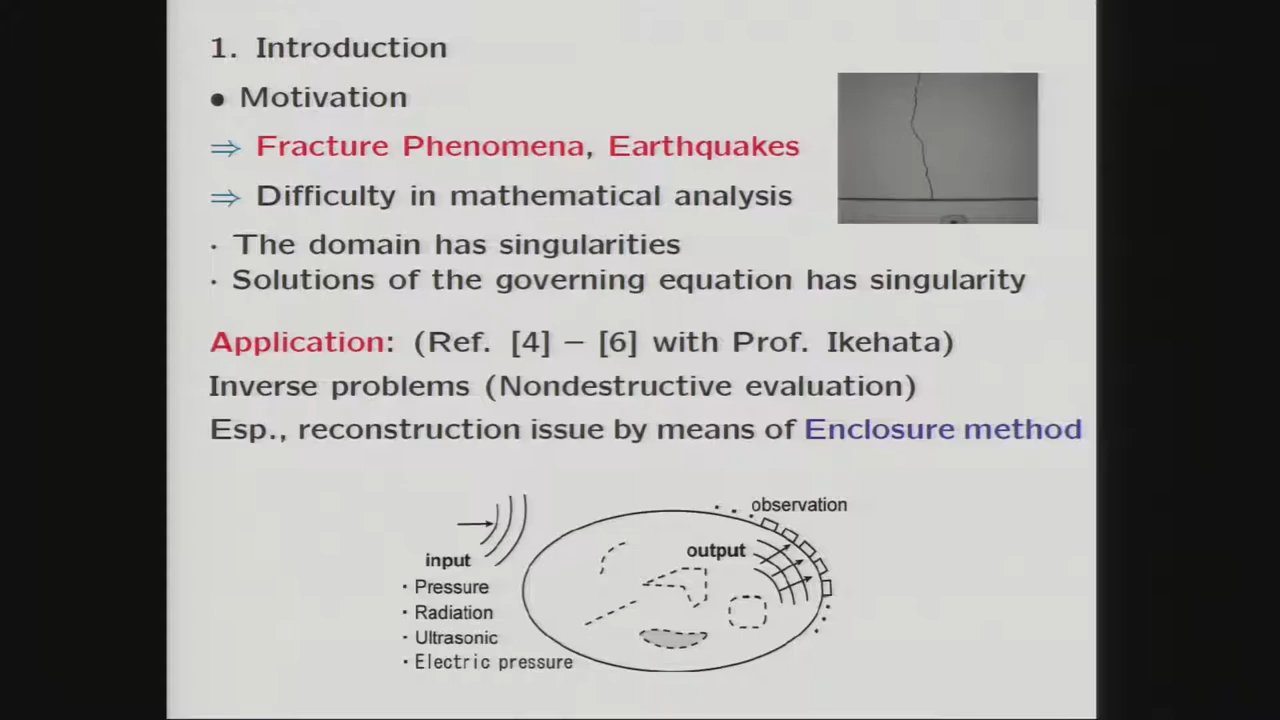 1. Introduction
• Motivation
⇒ Fracture Phenomena, Earthquakes
⇒ Difficulty in mathematical analysis
· The domain has singularities
· Solutions of the governing equation has singularity
Application: (Ref. [4] – [6] with Prof. Ikehata)
Inverse problems (Nondestructive evaluation)
Esp., reconstruction issue by means of Enclosure method
observation
output
input
· Pressure
· Radiation
· Ultrasonic
· Electric pressure